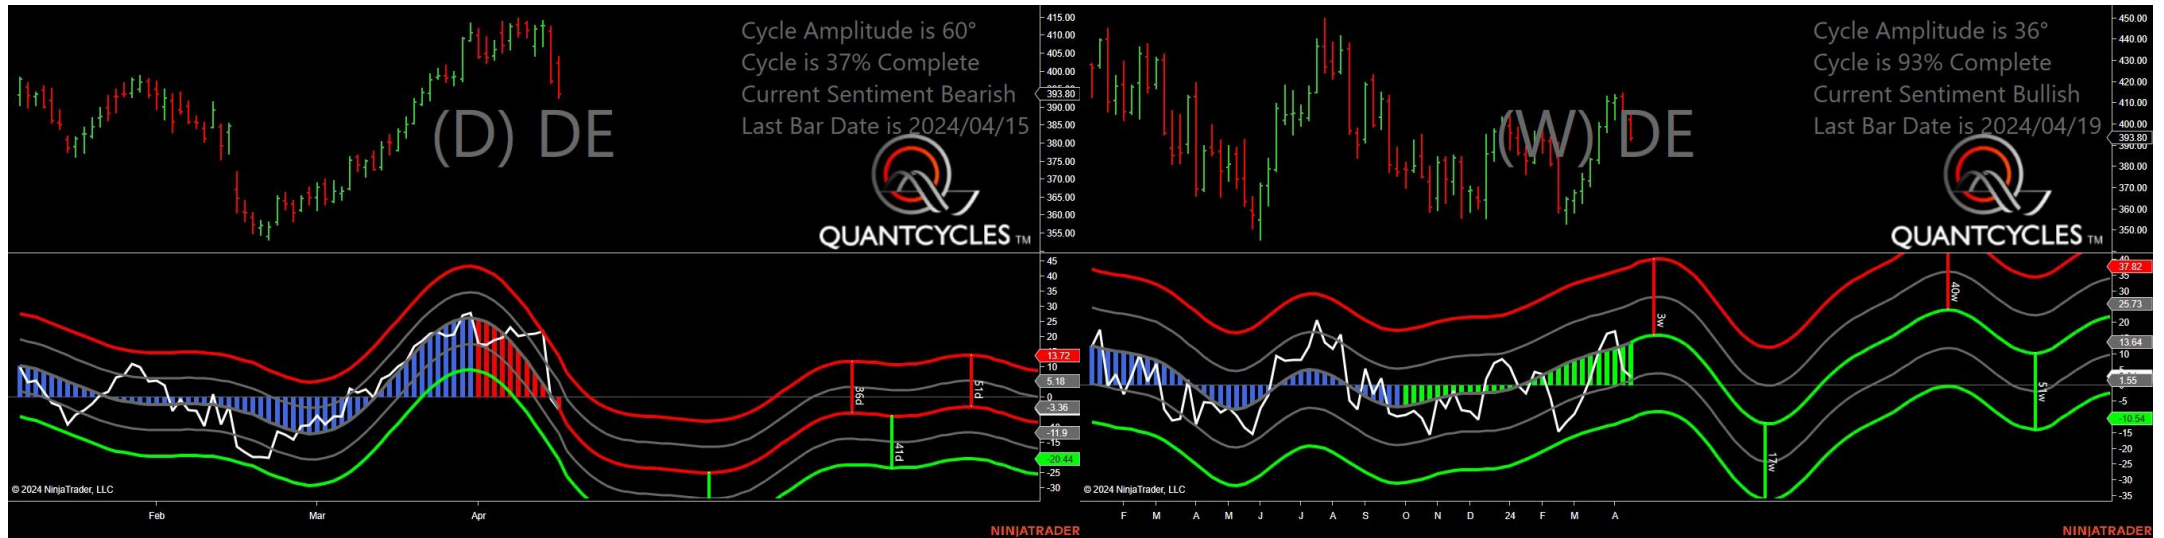 Cycle Amplitude is 60°
Cycle is 37% Complete
Current Sentiment Bearish
Last Bar Date is 2024/04/15
(D) DE
QUANTCYCLES TM
415.00
410.00
405.00
400.00
393.80
390.00
385.00
380.00
375.00
370.00
365.00
360.00
355.00
45
40
35
30
25
20
13.72
5.18
0
-3.36
-11.9
-15
-20.44
-25
-30
36d
41d
51d
© 2024 NinjaTrader, LLC
Feb
Mar
Apr
NINJATRADER
Cycle Amplitude is 36°
Cycle is 93% Complete
Current Sentiment Bullish
Last Bar Date is 2024/04/19
(W) DE
QUANTCYCLES TM
450.00
440.00
430.00
420.00
410.00
400.00
393.80
390.00
380.00
370.00
360.00
350.00
37.82
35
25.73
20
13.64
10
1.55
-5
-10.54
-15
-20
-25
-30
-35
3w
17w
40w
51w
© 2024 NinjaTrader, LLC
F
M
A
M
J
J
A
S
O
N
D
24
F
M
A
NINJATRADER